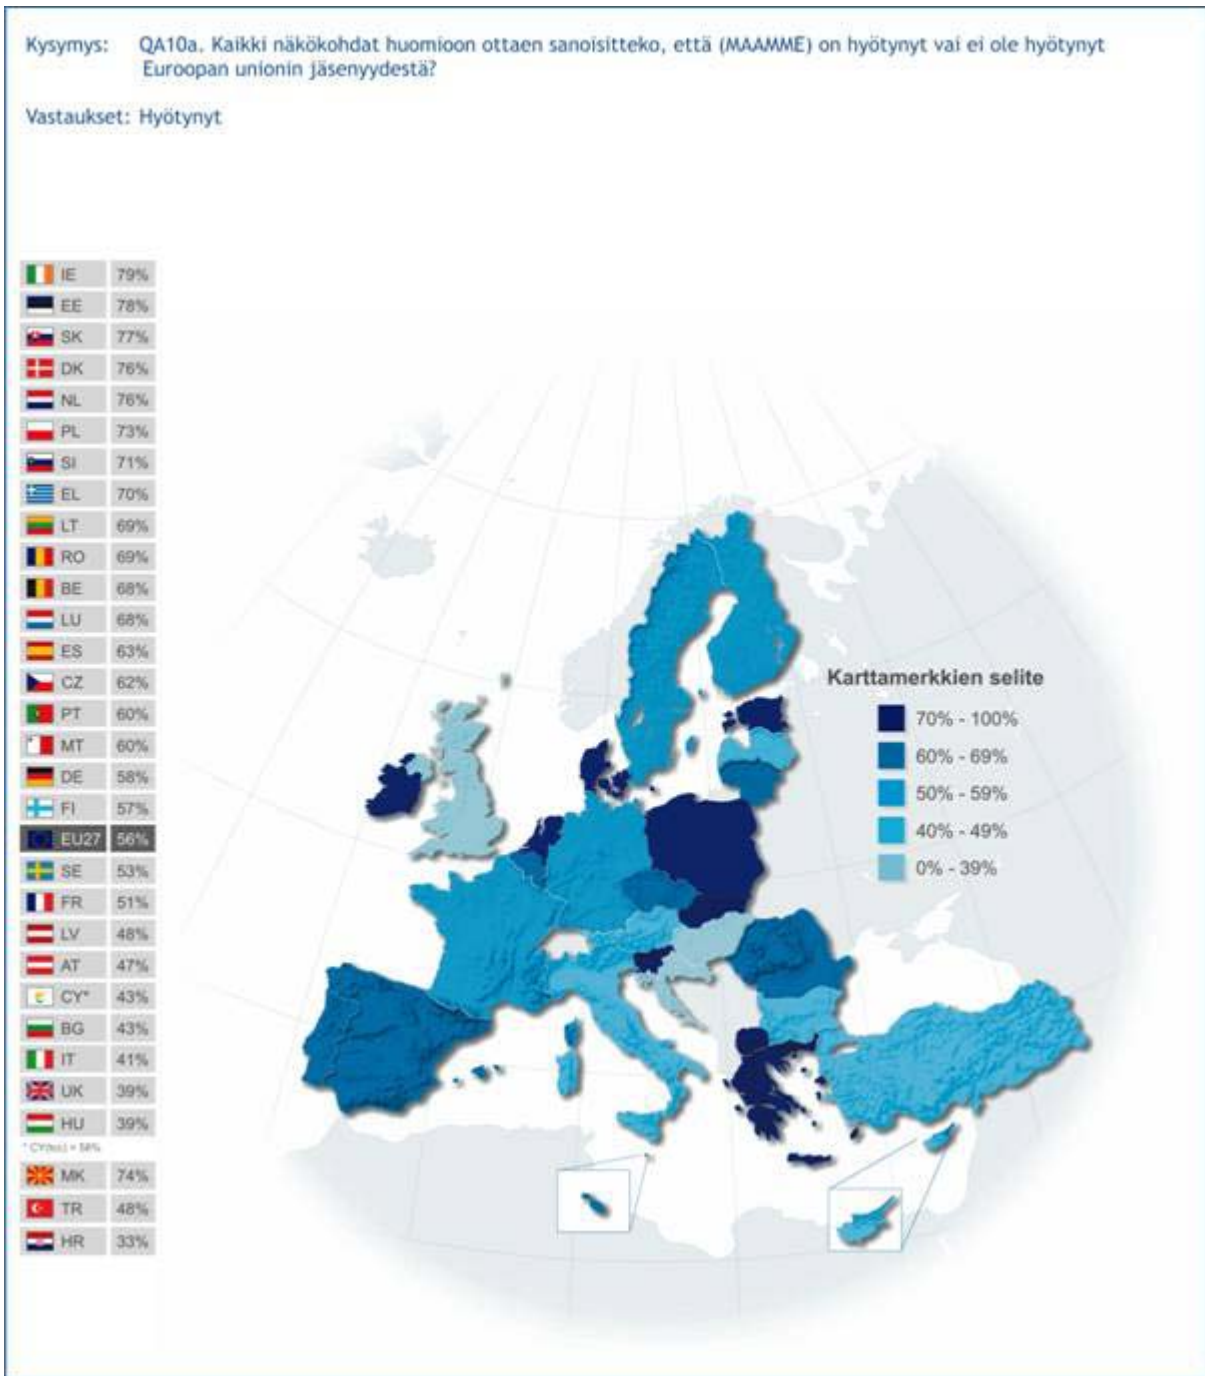 Kysymys: QA10a. Kaikki näkökohdat huomioon ottaen sanoisitteko, että (MAAMME) on hyötynyt vai ei ole hyötynyt
Euroopan unionin jäsenyydestä?
Vastaukset: Hyötynyt
IE 79%
EE 78%
SK 77%
DK 76%
NL 76%
PL 73%
SI 71%
EL 70%
LT 69%
RO 69%
BE 68%
LU 68%
ES 63%
CZ 62%
PT 60%
MT 60%
DE 58%
FI 57%
EU27 56%
SE 53%
FR 51%
LV 48%
AT 47%
CY* 43%
BG 43%
IT 41%
UK 39%
HU 39%
MK 74%
TR 48%
HR 33%
Karttamerkkien selite
70% - 100%
60% - 69%
50% - 59%
40% - 49%
0% - 39%